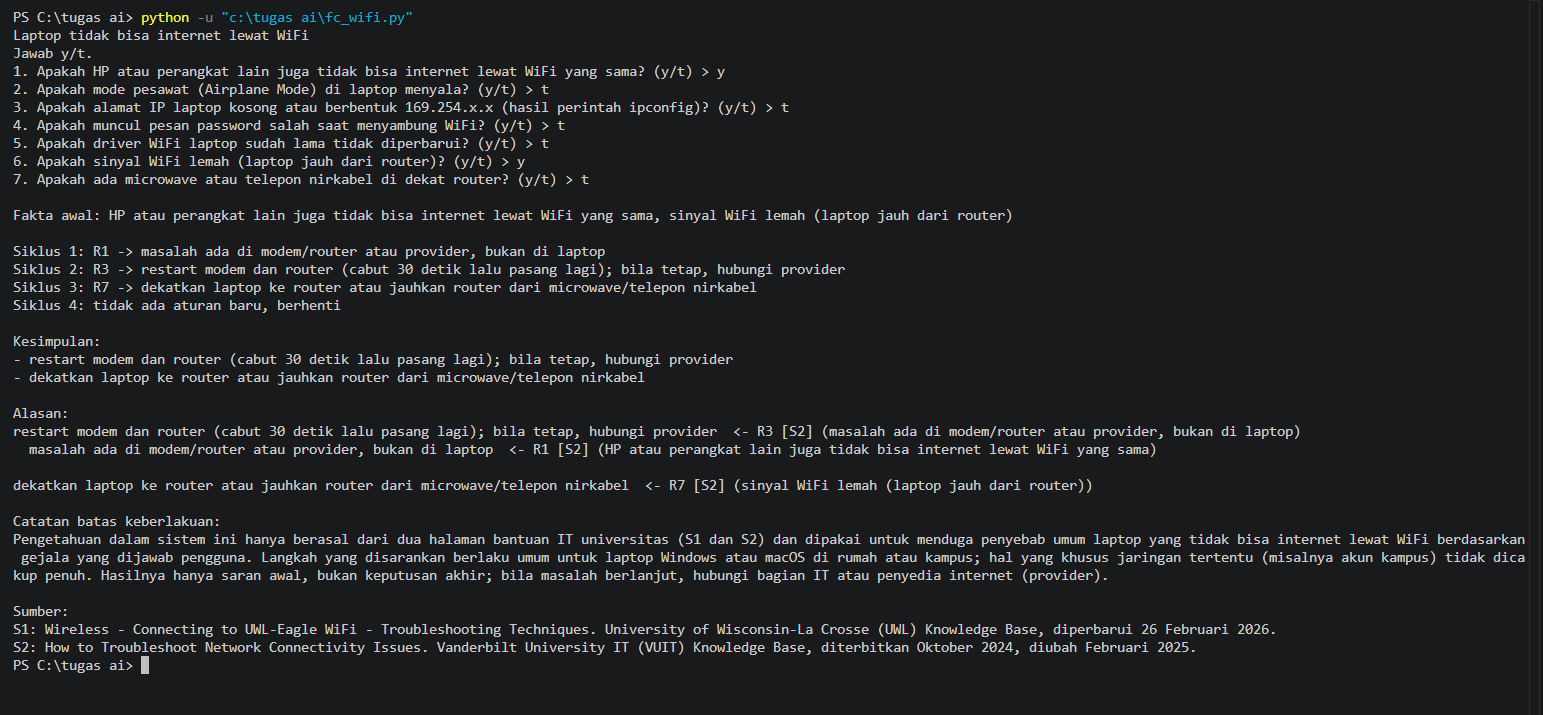 PS C:\tugas ai> python -u "c:\tugas ai\fc_wifi.py"
Laptop tidak bisa internet lewat WiFi
Jawab y/t.
1. Apakah HP atau perangkat lain juga tidak bisa internet lewat WiFi yang sama? (y/t) > y
2. Apakah mode pesawat (Airplane Mode) di laptop menyala? (y/t) > t
3. Apakah alamat IP laptop kosong atau berbentuk 169.254.x.x (hasil perintah ipconfig)? (y/t) > t
4. Apakah muncul pesan password salah saat menyambung WiFi? (y/t) > t
5. Apakah driver WiFi laptop sudah lama tidak diperbarui? (y/t) > t
6. Apakah sinyal WiFi lemah (laptop jauh dari router)? (y/t) > y
7. Apakah ada microwave atau telepon nirkabel di dekat router? (y/t) > t

Fakta awal: HP atau perangkat lain juga tidak bisa internet lewat WiFi yang sama, sinyal WiFi lemah (laptop jauh dari router)

Siklus 1: R1 -> masalah ada di modem/router atau provider, bukan di laptop
Siklus 2: R3 -> restart modem dan router (cabut 30 detik lalu pasang lagi); bila tetap, hubungi provider
Siklus 3: R7 -> dekatkan laptop ke router atau jauhkan router dari microwave/telepon nirkabel
Siklus 4: tidak ada aturan baru, berhenti

Kesimpulan:
- restart modem dan router (cabut 30 detik lalu pasang lagi); bila tetap, hubungi provider
- dekatkan laptop ke router atau jauhkan router dari microwave/telepon nirkabel

Alasan:
restart modem dan router (cabut 30 detik lalu pasang lagi); bila tetap, hubungi provider  <- R3 [S2] (masalah ada di modem/router atau provider, bukan di laptop)
  masalah ada di modem/router atau provider, bukan di laptop  <- R1 [S2] (HP atau perangkat lain juga tidak bisa internet lewat WiFi yang sama)

dekatkan laptop ke router atau jauhkan router dari microwave/telepon nirkabel  <- R7 [S2] (sinyal WiFi lemah (laptop jauh dari router))

Catatan batas keberlakuan:
Pengetahuan dalam sistem ini hanya berasal dari dua halaman bantuan IT universitas (S1 dan S2) dan dipakai untuk menduga penyebab umum laptop yang tidak bisa internet lewat WiFi berdasarkan
 gejala yang dijawab pengguna. Langkah yang disarankan berlaku umum untuk laptop Windows atau macOS di rumah atau kampus; hal yang khusus jaringan tertentu (misalnya akun kampus) tidak dica
kup penuh. Hasilnya hanya saran awal, bukan keputusan akhir; bila masalah berlanjut, hubungi bagian IT atau penyedia internet (provider).

Sumber:
S1: Wireless - Connecting to UWL-Eagle WiFi - Troubleshooting Techniques. University of Wisconsin-La Crosse (UWL) Knowledge Base, diperbarui 26 Februari 2026.
S2: How to Troubleshoot Network Connectivity Issues. Vanderbilt University IT (VUIT) Knowledge Base, diterbitkan Oktober 2024, diubah Februari 2025.
PS C:\tugas ai>